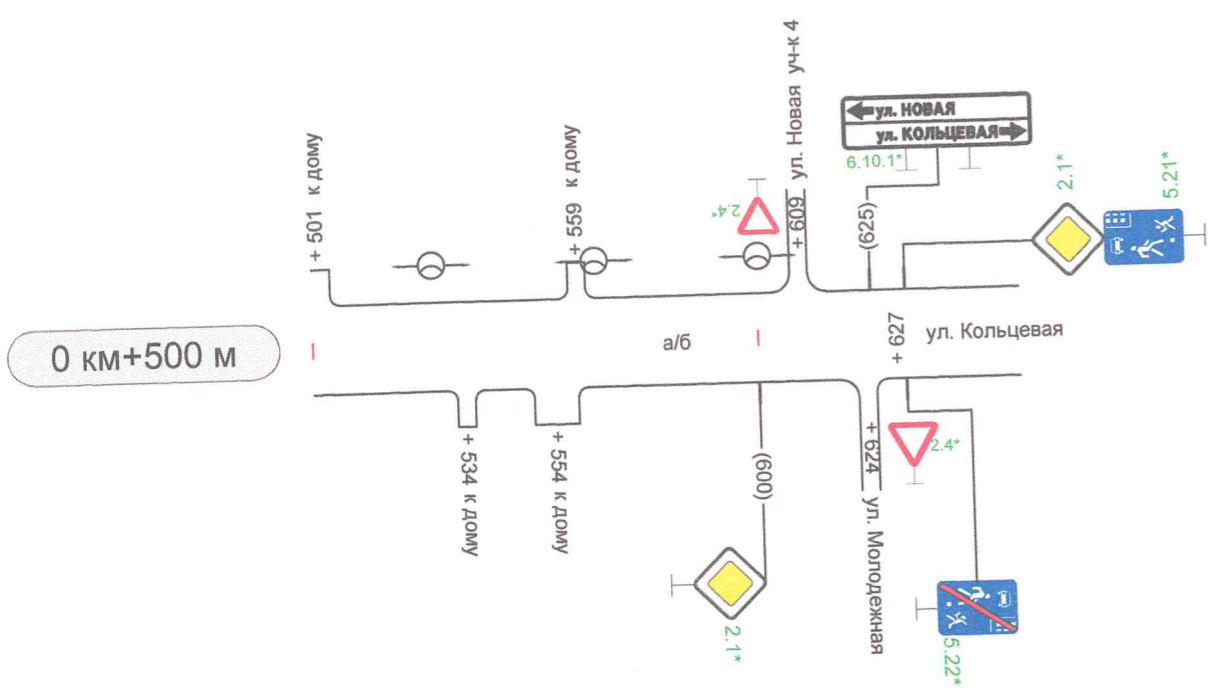 0 км+500 м
+ 501 к дому
+ 559 к дому
2.4*
+ 609 ул. Новая уч-к 4
ул. НОВАЯ
ул. КОЛЬЦЕВАЯ
6.10.1*
(625)
2.1*
5.21*
а/б
+ 627
ул. Кольцевая
+ 534 к дому
+ 554 к дому
(600)
2.1*
+ 624 ул. Молодежная
2.4*
5.22*